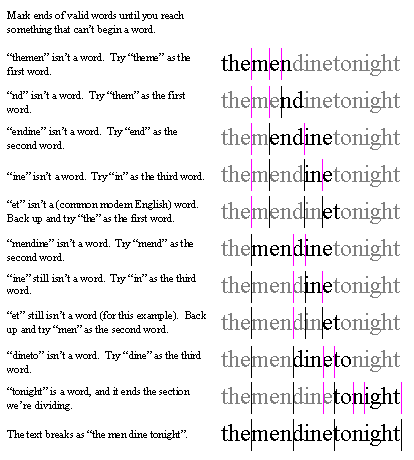 Mark ends of valid words until you reach
something that can't begin a word.
"themen" isn't a word. Try "theme" as the
first word.
themendinetonight
"nd" isn't a word. Try "them" as the first
word.
themendinetonight
"endine" isn't a word. Try "end" as the
second word.
themendinetonight
"ine" isn't a word. Try "in" as the third word.
themendinetonight
"et" isn't a (common modern English) word.
Back up and try "the" as the first word.
themendinetonight
"mendine" isn't a word. Try "mend" as the
second word.
themendinetonight
"ine" still isn't a word. Try "in" as the third
word.
themendinetonight
"et" still isn't a word (for this example). Back
up and try "men" as the second word.
themendinetonight
"dineto" isn't a word. Try "dine" as the third
word.
themendinetonight
"tonight" is a word, and it ends the section
we're dividing.
themendinetonight
The text breaks as "the men dine tonight".
themendinetonight